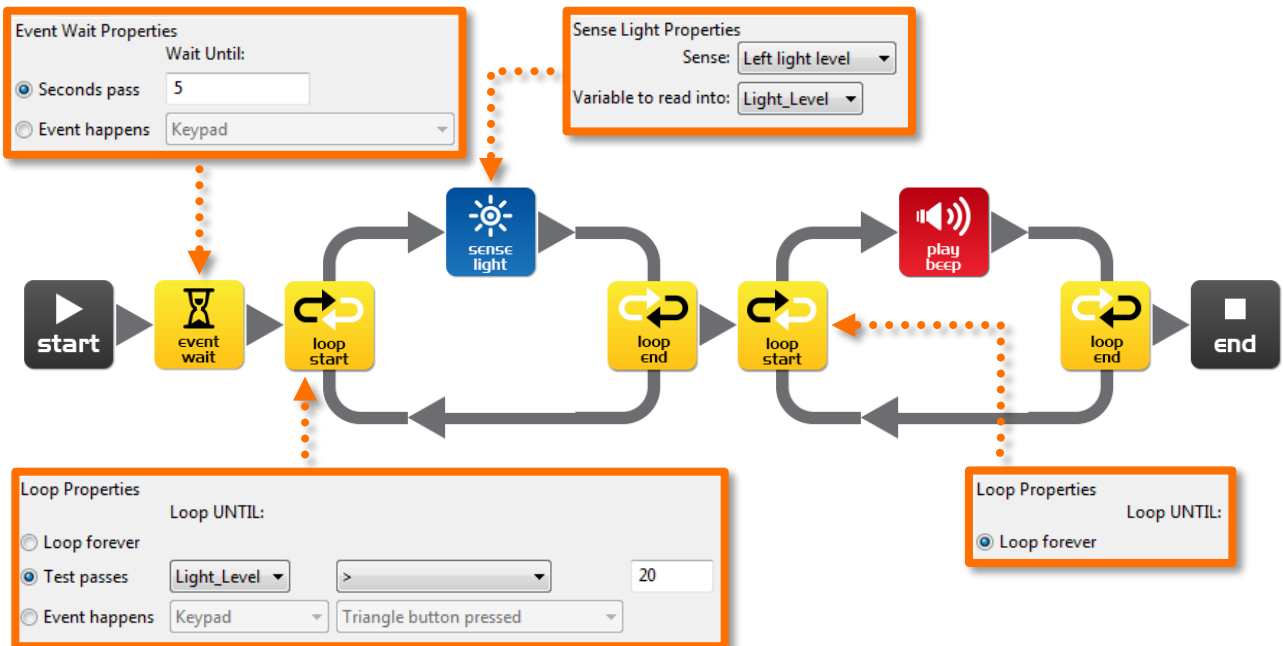 Event Wait Properties
Wait Until:
Seconds pass 5
Event happens Keypad
Sense Light Properties
Sense: Left light level
Variable to read into: Light_Level
sense
light
play
beep
start
event
wait
loop
start
loop
end
loop
start
loop
end
end
Loop Properties
Loop UNTIL:
Loop forever
Test passes Light_Level > 20
Event happens Keypad Triangle button pressed
Loop Properties
Loop UNTIL:
Loop forever